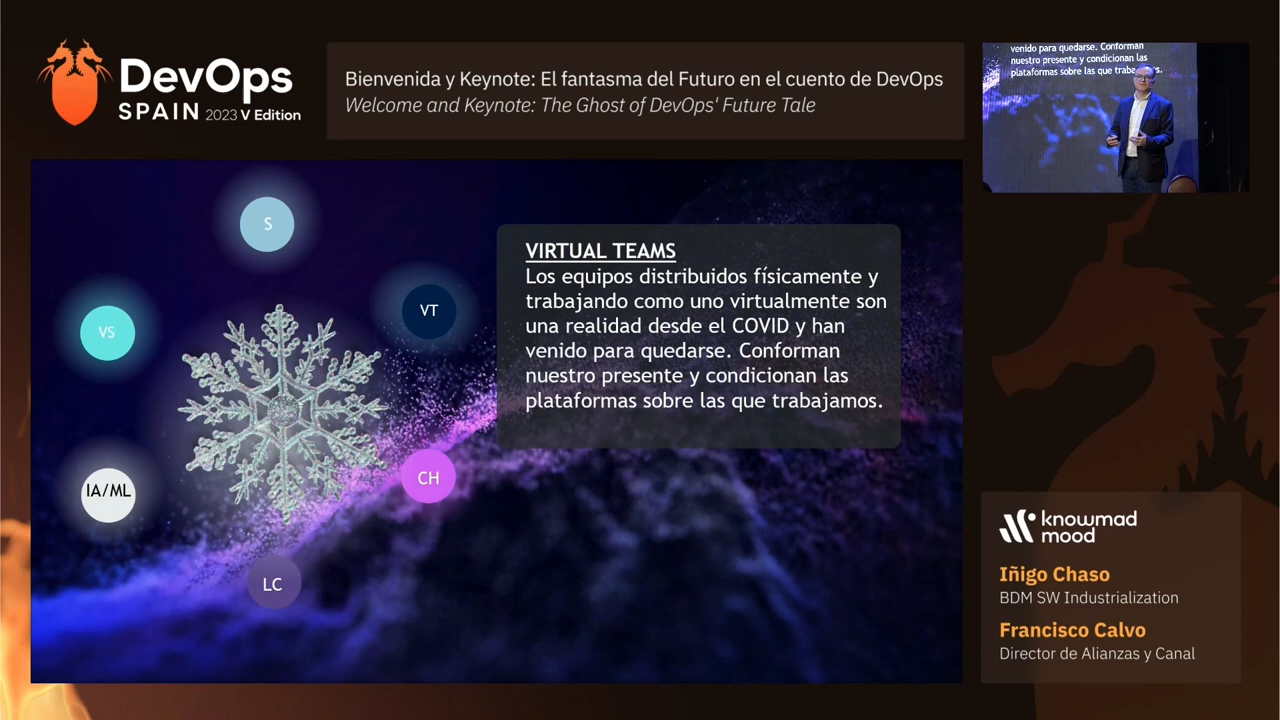 DevOps
SPAIN 2023 V Edition
Bienvenida y Keynote: El fantasma del Futuro en el cuento de DevOps
Welcome and Keynote: The Ghost of DevOps' Future Tale
venido para quedarse. Conforman
nuestro presente y condicionan las
plataformas sobre las que
S
VT
VS
IA/ML
CH
LC
VIRTUAL TEAMS
Los equipos distribuidos físicamente y
trabajando como uno virtualmente son
una realidad desde el COVID y han
venido para quedarse. Conforman
nuestro presente y condicionan las
plataformas sobre las que trabajamos.
knowmad
mood
Iñigo Chaso
BDM SW Industrialization
Francisco Calvo
Director de Alianzas y Canal